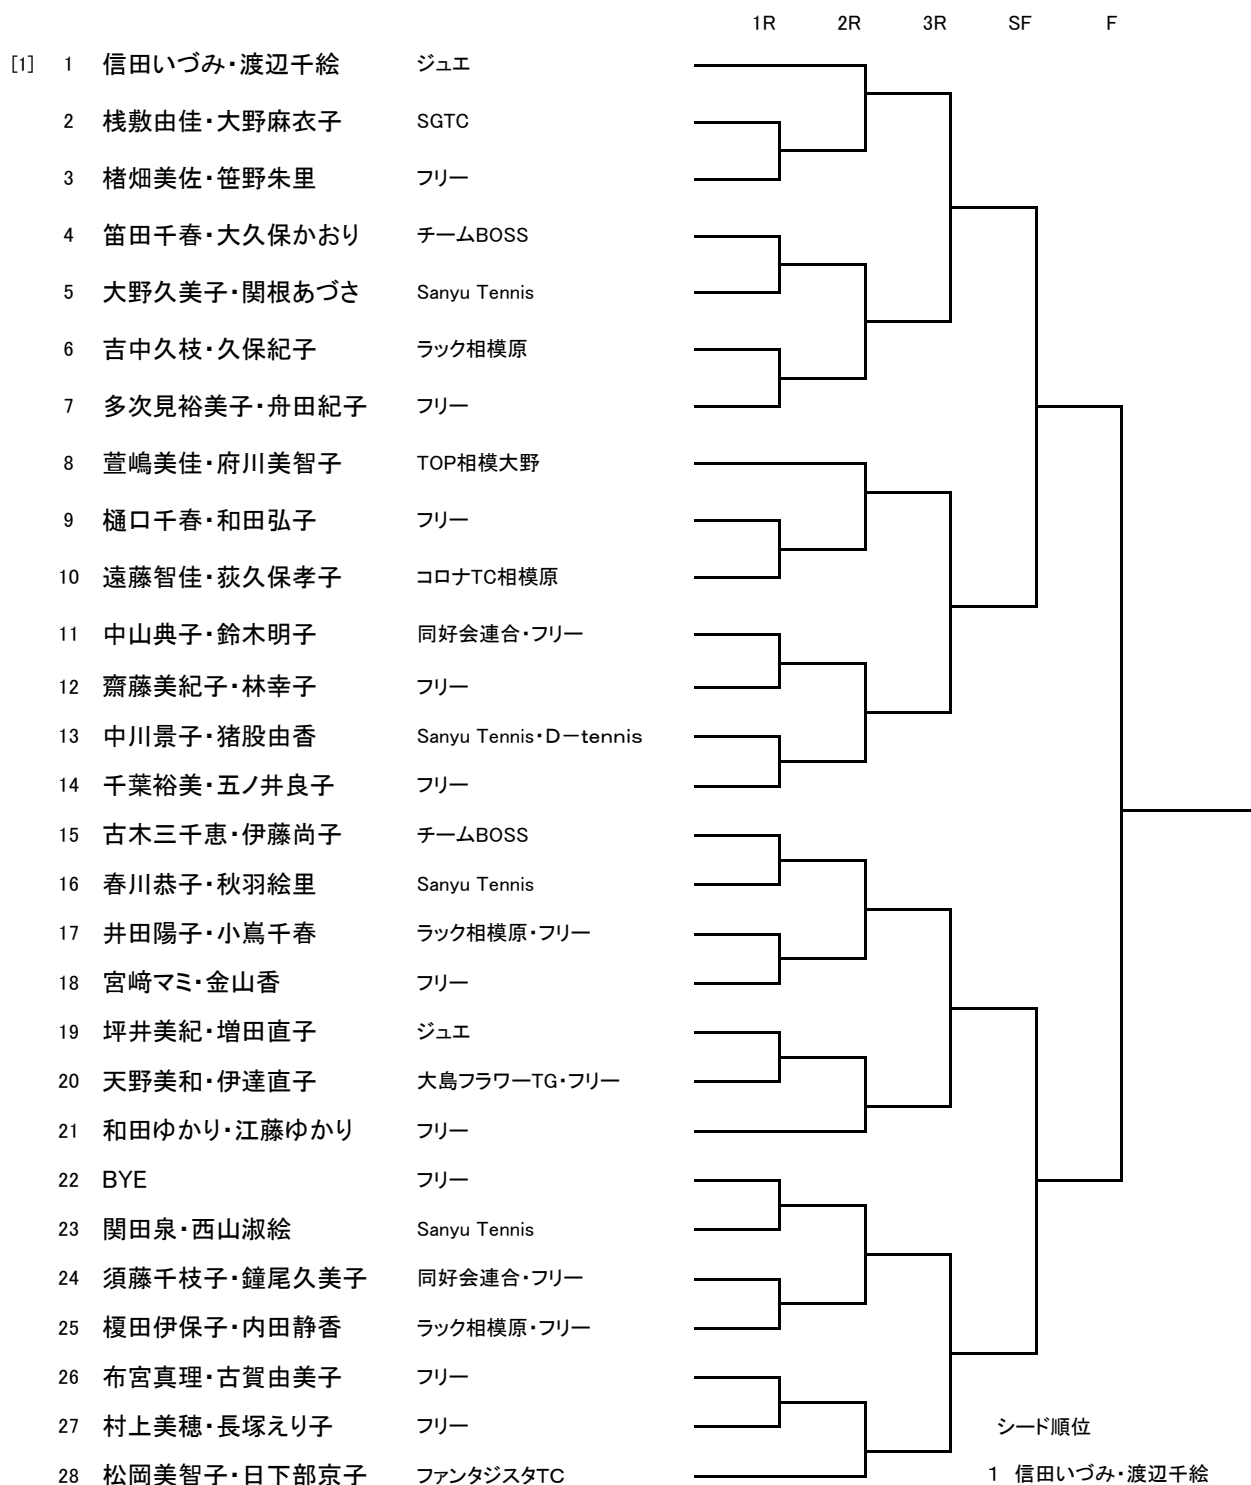 1R 2R 3R SF F
[1] 1 信田いづみ・渡辺千絵 ジュエ
2 桟敷由佳・大野麻衣子 SGTC
3 楮畑美佐・笹野朱里 フリー
4 笛田千春・大久保かおり チームBOSS
5 大野久美子・関根あづさ Sanyu Tennis
6 吉中久枝・久保紀子 ラック相模原
7 多次見裕美子・舟田紀子 フリー
8 萱嶋美佳・府川美智子 TOP相模大野
9 樋口千春・和田弘子 フリー
10 遠藤智佳・荻久保孝子 コロナTC相模原
11 中山典子・鈴木明子 同好会連合・フリー
12 齋藤美紀子・林幸子 フリー
13 中川景子・猪股由香 Sanyu Tennis・D－tennis
14 千葉裕美・五ノ井良子 フリー
15 古木三千恵・伊藤尚子 チームBOSS
16 春川恭子・秋羽絵里 Sanyu Tennis
17 井田陽子・小嶌千春 ラック相模原・フリー
18 宮﨑マミ・金山香 フリー
19 坪井美紀・増田直子 ジュエ
20 天野美和・伊達直子 大島フラワーTG・フリー
21 和田ゆかり・江藤ゆかり フリー
22 BYE フリー
23 関田泉・西山淑絵 Sanyu Tennis
24 須藤千枝子・鐘尾久美子 同好会連合・フリー
25 榎田伊保子・内田静香 ラック相模原・フリー
26 布宮真理・古賀由美子 フリー
27 村上美穂・長塚えり子 フリー
シード順位
28 松岡美智子・日下部京子 ファンタジスタTC
1 信田いづみ・渡辺千絵